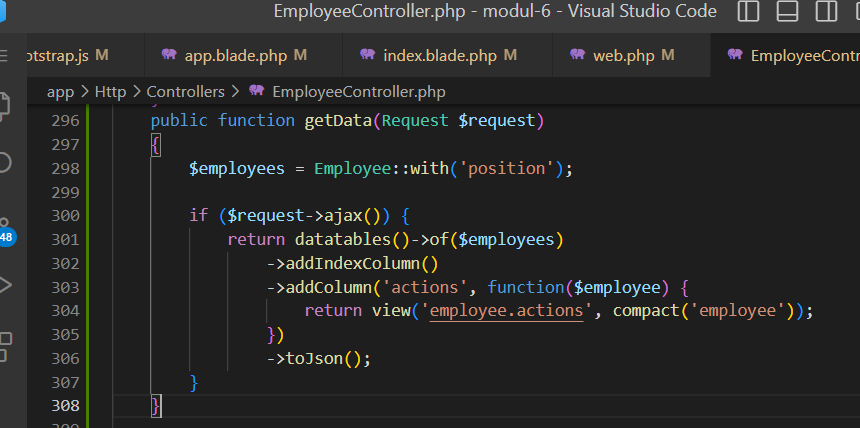 EmployeeController.php - modul-6 - Visual Studio Code
otstrap.js M app.blade.php M index.blade.php M web.php M EmployeeContr
app > Http > Controllers > EmployeeController.php
296 public function getData(Request $request)
297 {
298 $employees = Employee::with('position');
299
300 if ($request->ajax()) {
301 return datatables()->of($employees)
302 ->addIndexColumn()
303 ->addColumn('actions', function($employee) {
304 return view('employee.actions', compact('employee'));
305 })
306 ->toJson();
307 }
308 }
48